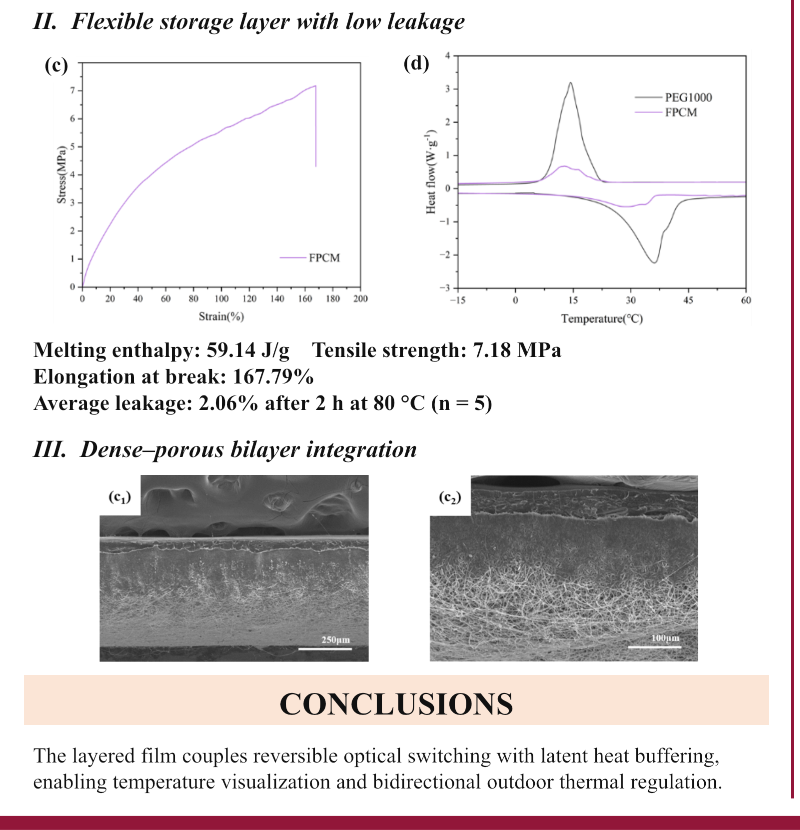 II. Flexible storage layer with low leakage
(c)
Stress(MPa)
7
6
5
4
3
2
1
0
0 20 40 60 80 100 120 140 160 180 200
Strain(%)
FPCM
(d)
Heat flow(W·g⁻¹)
4
3
2
1
0
−1
−2
−3
−15 0 15 30 45 60
Temperature(°C)
PEG1000
FPCM
Melting enthalpy: 59.14 J/g Tensile strength: 7.18 MPa
Elongation at break: 167.79%
Average leakage: 2.06% after 2 h at 80 °C (n = 5)
III. Dense–porous bilayer integration
(c₁)
250μm
(c₂)
100μm
CONCLUSIONS
The layered film couples reversible optical switching with latent heat buffering,
enabling temperature visualization and bidirectional outdoor thermal regulation.